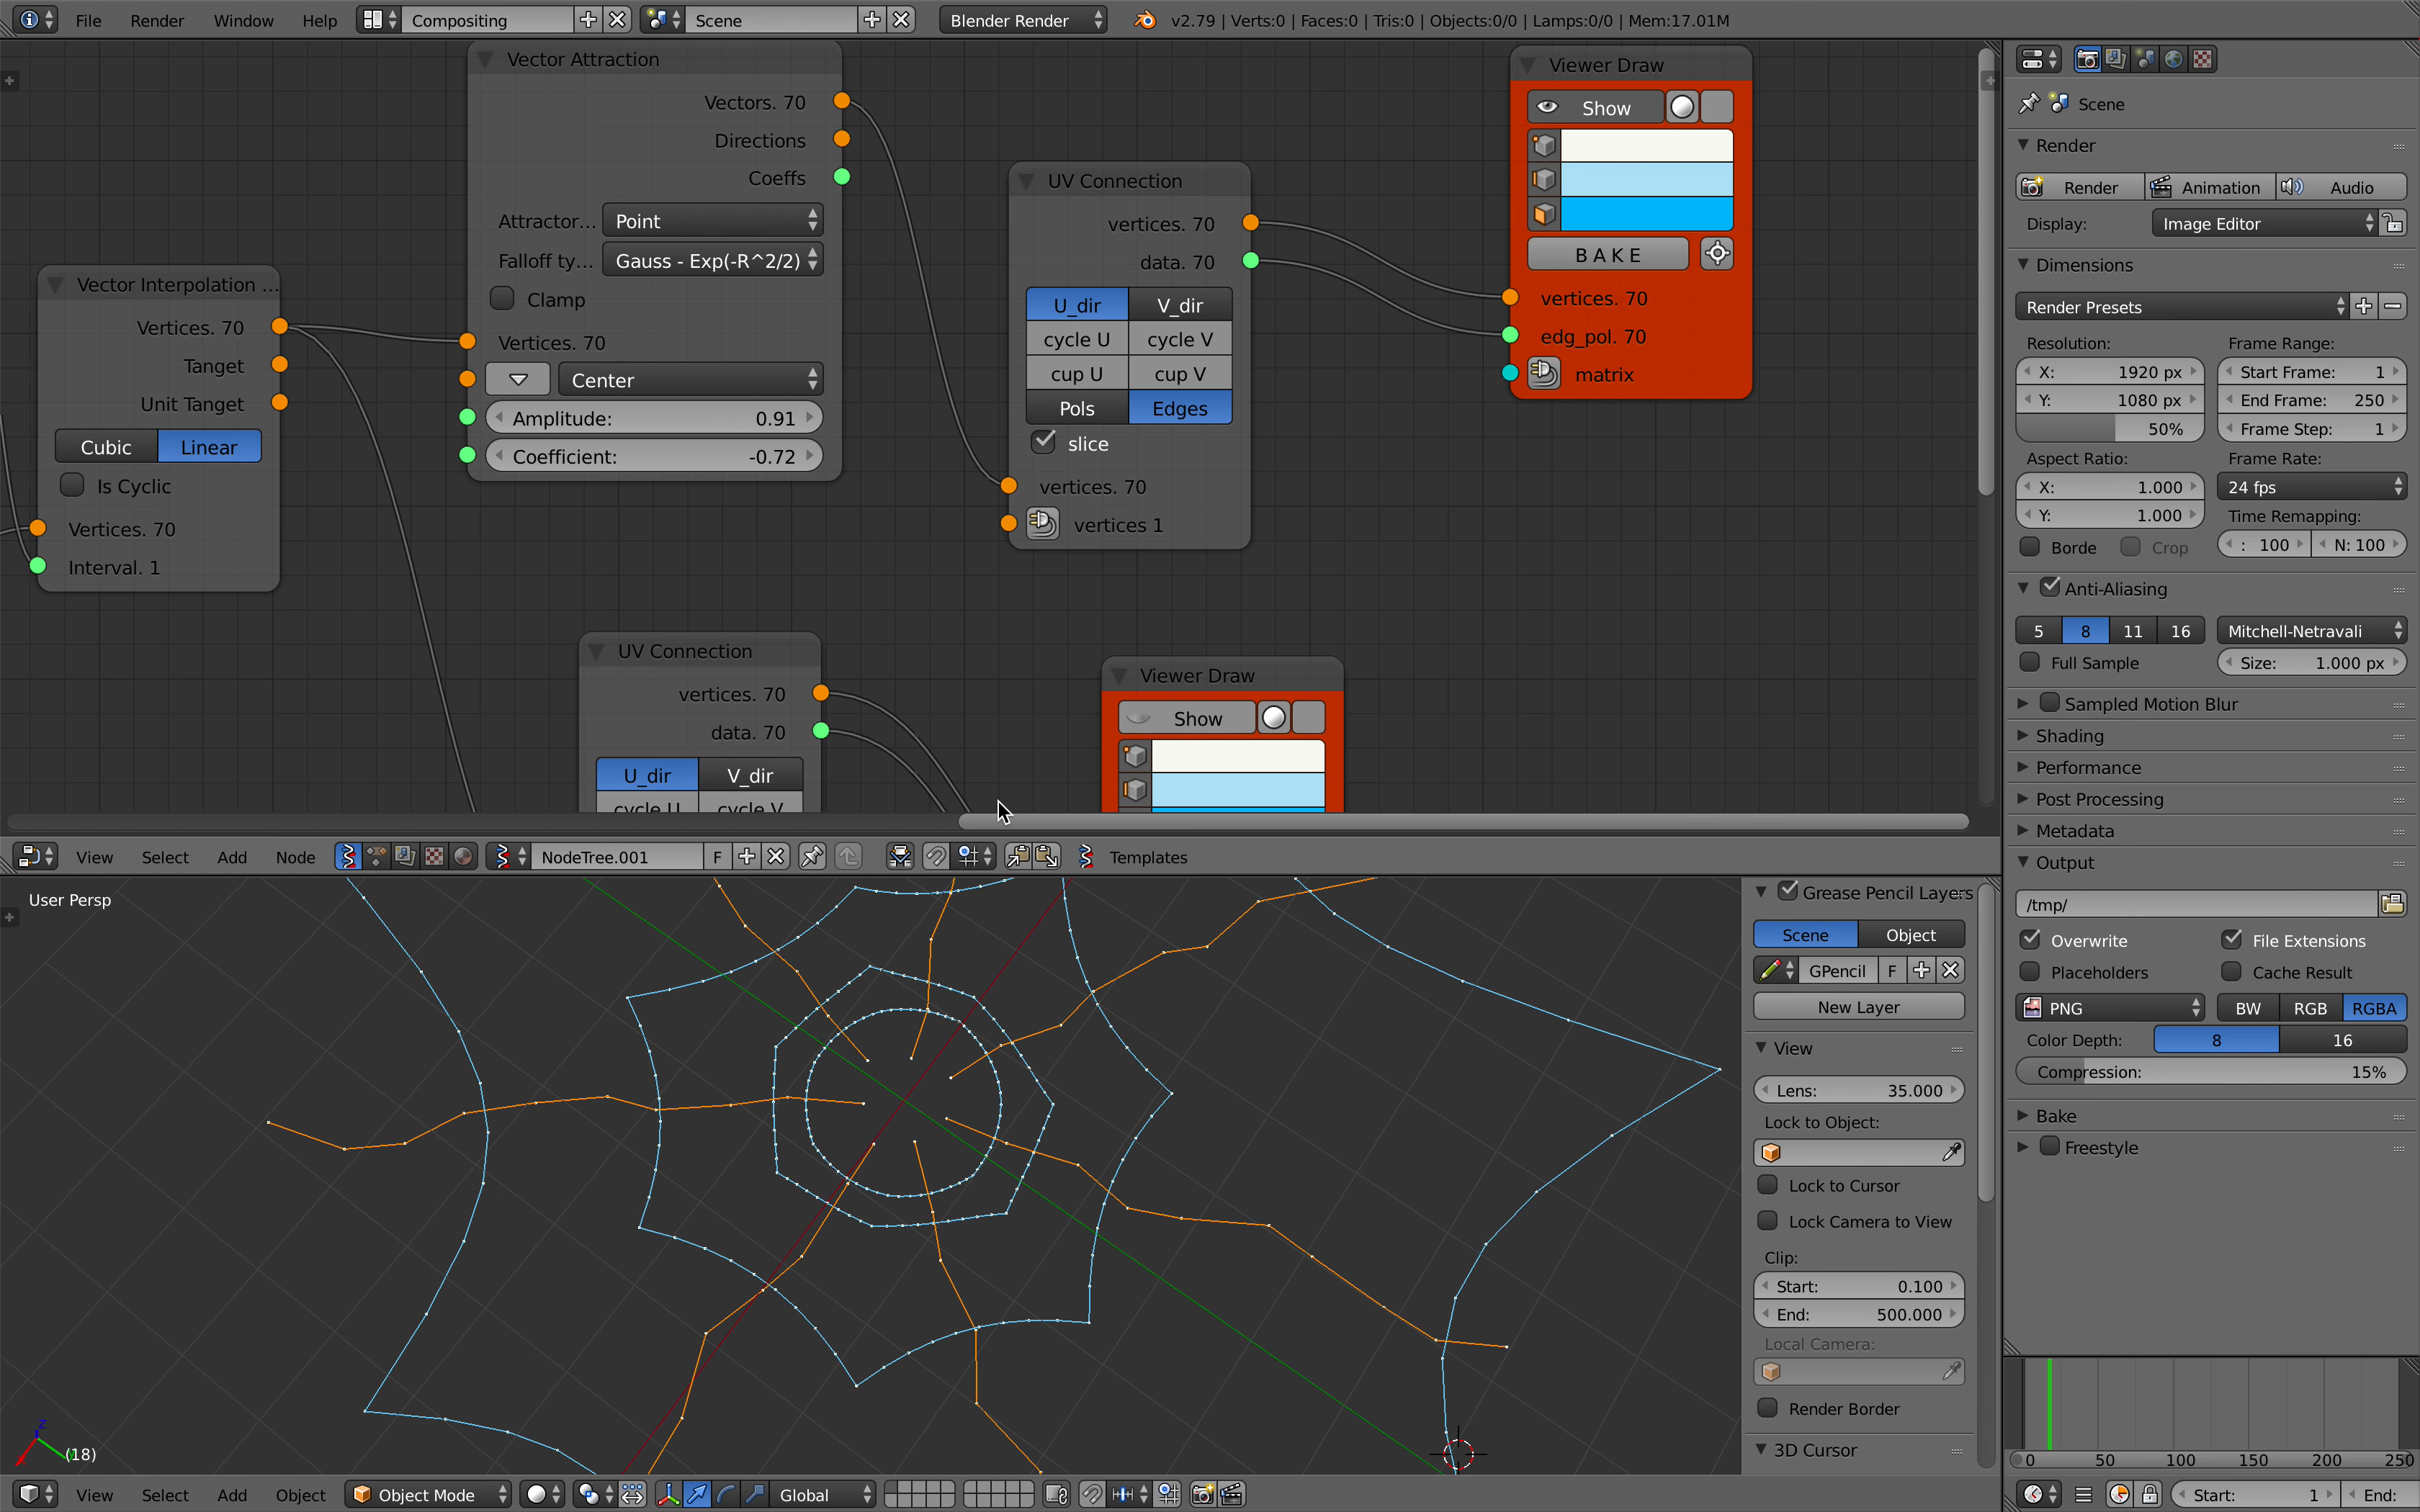 File Render Window Help Compositing Scene Blender Render v2.79 | Verts:0 | Faces:0 | Tris:0 | Objects:0/0 | Lamps:0/0 | Mem:17.01M
Vector Attraction
Vectors. 70
Directions
Coeffs
Attractor... Point
Falloff ty... Gauss - Exp(-R^2/2)
Clamp
Vertices. 70
Center
Amplitude: 0.91
Coefficient: -0.72
Vector Interpolation ...
Vertices. 70
Tanget
Unit Tanget
Cubic Linear
Is Cyclic
Vertices. 70
Interval. 1
UV Connection
vertices. 70
data. 70
U_dir V_dir
cycle U cycle V
cup U cup V
Pols Edges
slice
vertices. 70
vertices 1
Viewer Draw
Show
B A K E
vertices. 70
edg_pol. 70
matrix
UV Connection
vertices. 70
data. 70
U_dir V_dir
cycle U cycle V
Viewer Draw
Show
View Select Add Node NodeTree.001 F Templates
User Persp
(18)
z
Grease Pencil Layers
Scene Object
GPencil F
New Layer
View
Lens: 35.000
Lock to Object:
Lock to Cursor
Lock Camera to View
Clip:
Start: 0.100
End: 500.000
Local Camera:
Render Border
3D Cursor
View Select Add Object Object Mode Global
Scene
Render
Render Animation Audio
Display: Image Editor
Dimensions
Render Presets
Resolution: Frame Range:
X: 1920 px Start Frame: 1
Y: 1080 px End Frame: 250
50% Frame Step: 1
Aspect Ratio: Frame Rate:
X: 1.000 24 fps
Y: 1.000 Time Remapping:
Borde Crop : 100 N: 100
Anti-Aliasing
5 8 11 16 Mitchell-Netravali
Full Sample Size: 1.000 px
Sampled Motion Blur
Shading
Performance
Post Processing
Metadata
Output
/tmp/
Overwrite File Extensions
Placeholders Cache Result
PNG BW RGB RGBA
Color Depth: 8 16
Compression: 15%
Bake
Freestyle
0 50 100 150 200 250
Start: 1 End: